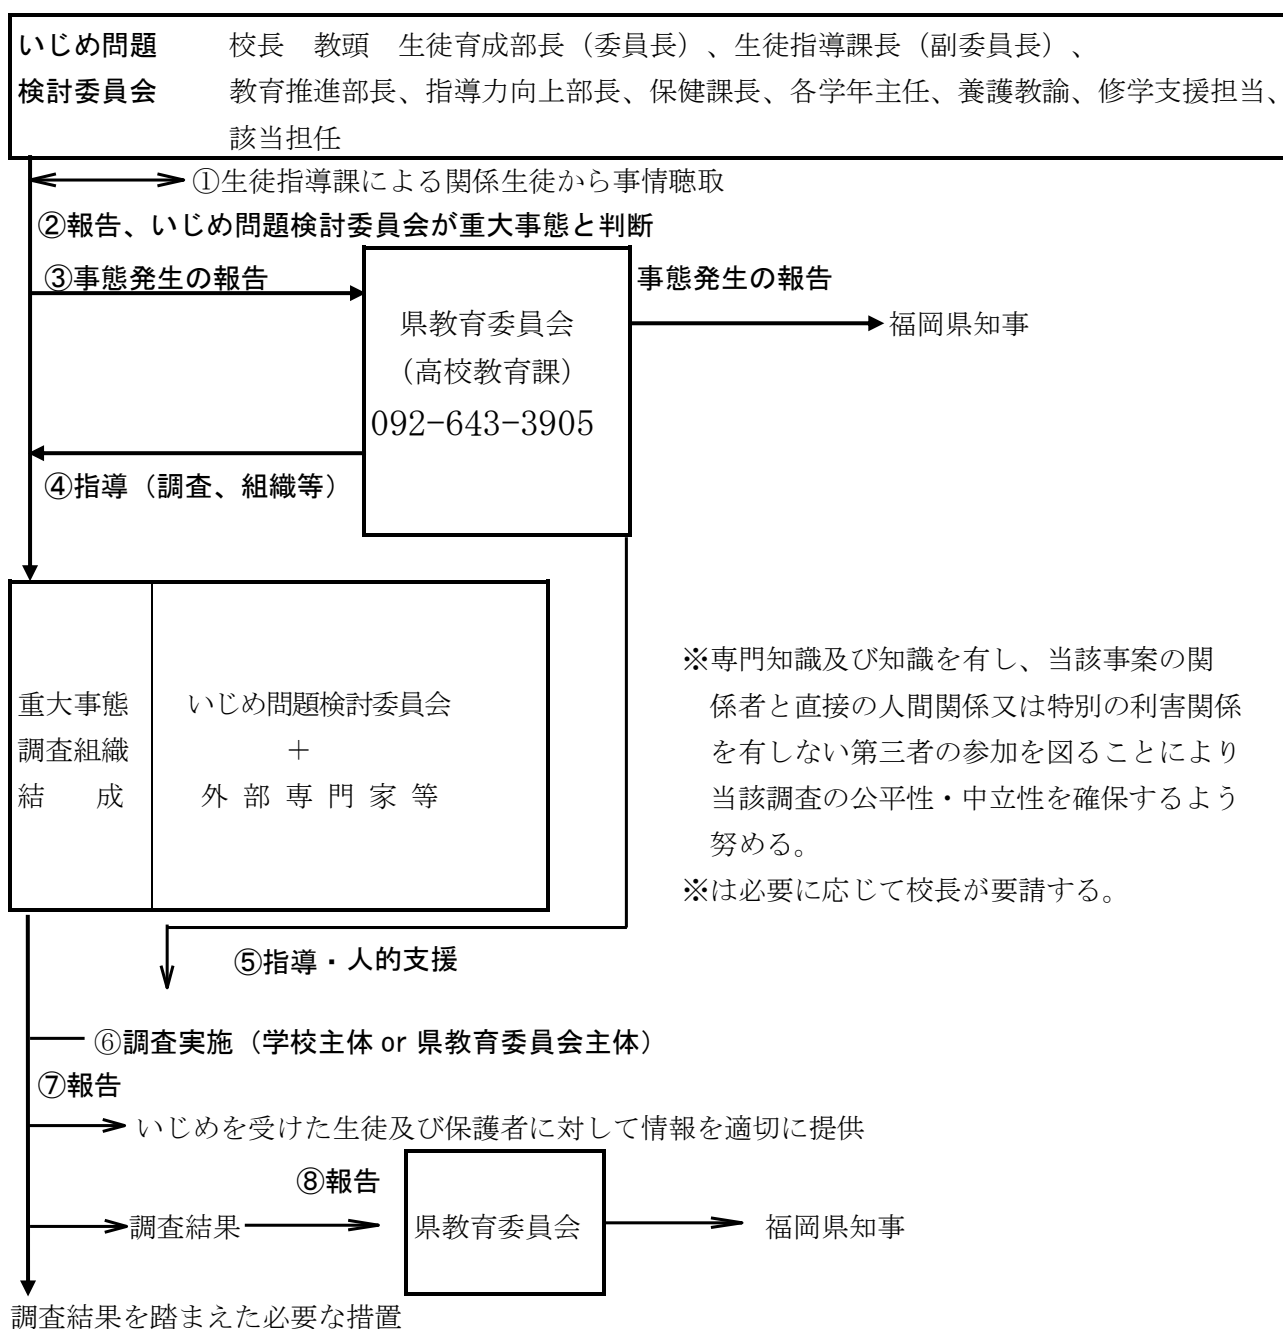 いじめ問題　校長　教頭　生徒育成部長（委員長）、生徒指導課長（副委員長）、
検討委員会　教育推進部長、指導力向上部長、保健課長、各学年主任、養護教諭、修学支援担当、
該当担任
①生徒指導課による関係生徒から事情聴取
②報告、いじめ問題検討委員会が重大事態と判断
③事態発生の報告
事態発生の報告
県教育委員会
（高校教育課）
092-643-3905
福岡県知事
④指導（調査、組織等）
重大事態
調査組織
結　成
いじめ問題検討委員会
＋
外部専門家等
※専門知識及び知識を有し、当該事案の関
係者と直接の人間関係又は特別の利害関係
を有しない第三者の参加を図ることにより
当該調査の公平性・中立性を確保するよう
努める。
※は必要に応じて校長が要請する。
⑤指導・人的支援
⑥調査実施（学校主体 or 県教育委員会主体）
⑦報告
いじめを受けた生徒及び保護者に対して情報を適切に提供
⑧報告
調査結果
県教育委員会
福岡県知事
調査結果を踏まえた必要な措置